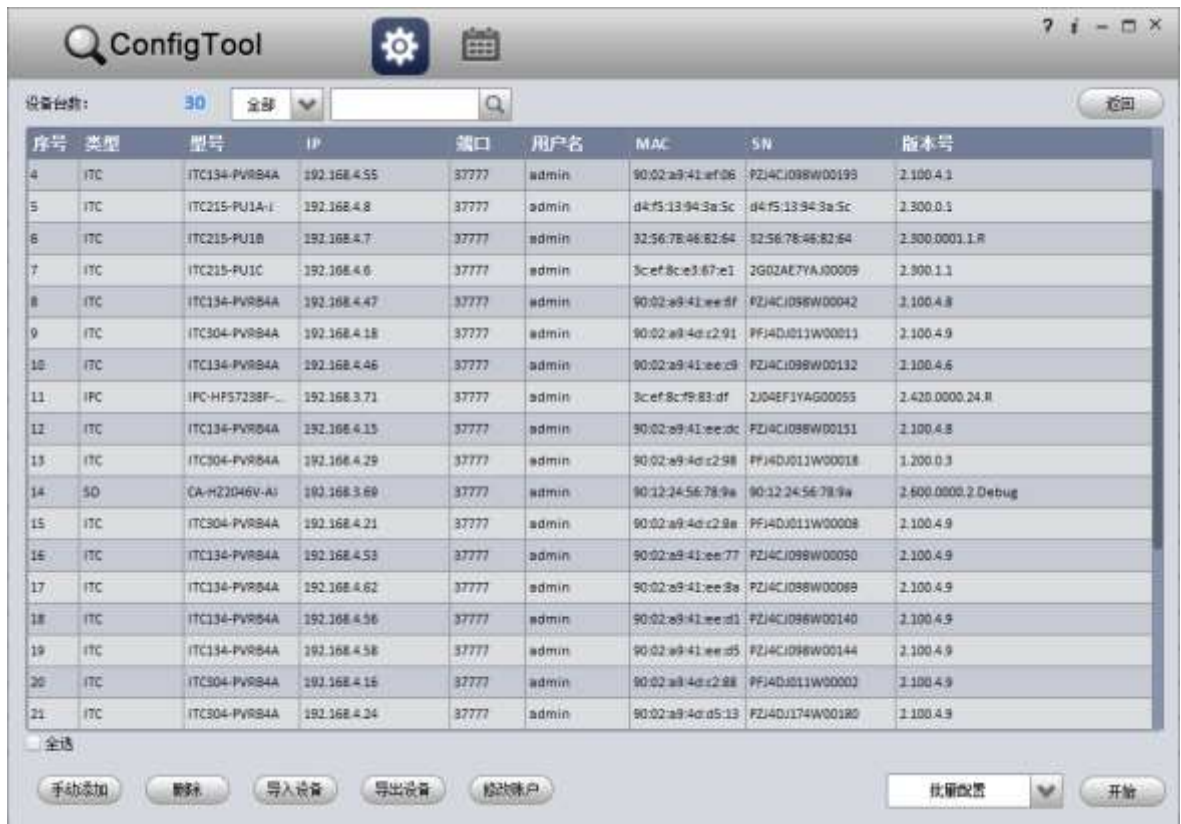 ConfigTool
? i
设备台数: 30 全部 返回
序号 类型 型号 IP 端口 用户名 MAC SN 版本号
4 ITC ITC134-PVRB4A 192.168.4.55 37777 admin 90:02:a9:41:ef:06 PZJ4CJ098W00193 2.100.4.1
5 ITC ITC215-PU1A-J 192.168.4.8 37777 admin d4:f5:13:94:3a:5c d4:f5:13:94:3a:5c 2.300.0.1
6 ITC ITC215-PU1B 192.168.4.7 37777 admin 32:56:78:46:82:64 32:56:78:46:82:64 2.300.0001.1.R
7 ITC ITC215-PU1C 192.168.4.6 37777 admin 3c:ef:8c:e3:67:e1 2G02AE7YAJ00009 2.300.1.1
8 ITC ITC134-PVRB4A 192.168.4.47 37777 admin 90:02:a9:41:ee:6f PZJ4CJ098W00042 2.100.4.8
9 ITC ITC304-PVRB4A 192.168.4.18 37777 admin 90:02:a9:4d:c2:91 PFJ4DJ011W00011 2.100.4.9
10 ITC ITC134-PVRB4A 192.168.4.46 37777 admin 90:02:a9:41:ee:c9 PZJ4CJ098W00132 2.100.4.6
11 IPC IPC-HF57238F-... 192.168.3.71 37777 admin 3c:ef:8c:f9:83:df 2J04EF1YAG00055 2.420.0000.24.R
12 ITC ITC134-PVRB4A 192.168.4.15 37777 admin 90:02:a9:41:ee:dc PZJ4CJ098W00151 2.100.4.8
13 ITC ITC304-PVRB4A 192.168.4.29 37777 admin 90:02:a9:4d:c2:98 PFJ4DJ011W00018 1.200.0.3
14 SD CA-HZ2046V-AI 192.168.3.69 37777 admin 90:12:24:56:78:9a 90:12:24:56:78:9a 2.600.0000.2.Debug
15 ITC ITC304-PVRB4A 192.168.4.21 37777 admin 90:02:a9:4d:c2:8e PFJ4DJ011W00008 2.100.4.9
16 ITC ITC134-PVRB4A 192.168.4.53 37777 admin 90:02:a9:41:ee:77 PZJ4CJ098W00050 2.100.4.9
17 ITC ITC134-PVRB4A 192.168.4.62 37777 admin 90:02:a9:41:ee:8a PZJ4CJ098W00069 2.100.4.9
18 ITC ITC134-PVRB4A 192.168.4.56 37777 admin 90:02:a9:41:ee:d1 PZJ4CJ098W00140 2.100.4.9
19 ITC ITC134-PVRB4A 192.168.4.58 37777 admin 90:02:a9:41:ee:d5 PZJ4CJ098W00144 2.100.4.9
20 ITC ITC304-PVRB4A 192.168.4.16 37777 admin 90:02:a9:4d:c2:88 PFJ4DJ011W00002 2.100.4.9
21 ITC ITC304-PVRB4A 192.168.4.24 37777 admin 90:02:a9:4d:d5:13 PZJ4DJ174W00180 2.100.4.9
全选
手动添加 删除 导入设备 导出设备 修改账户 批量配置 开始